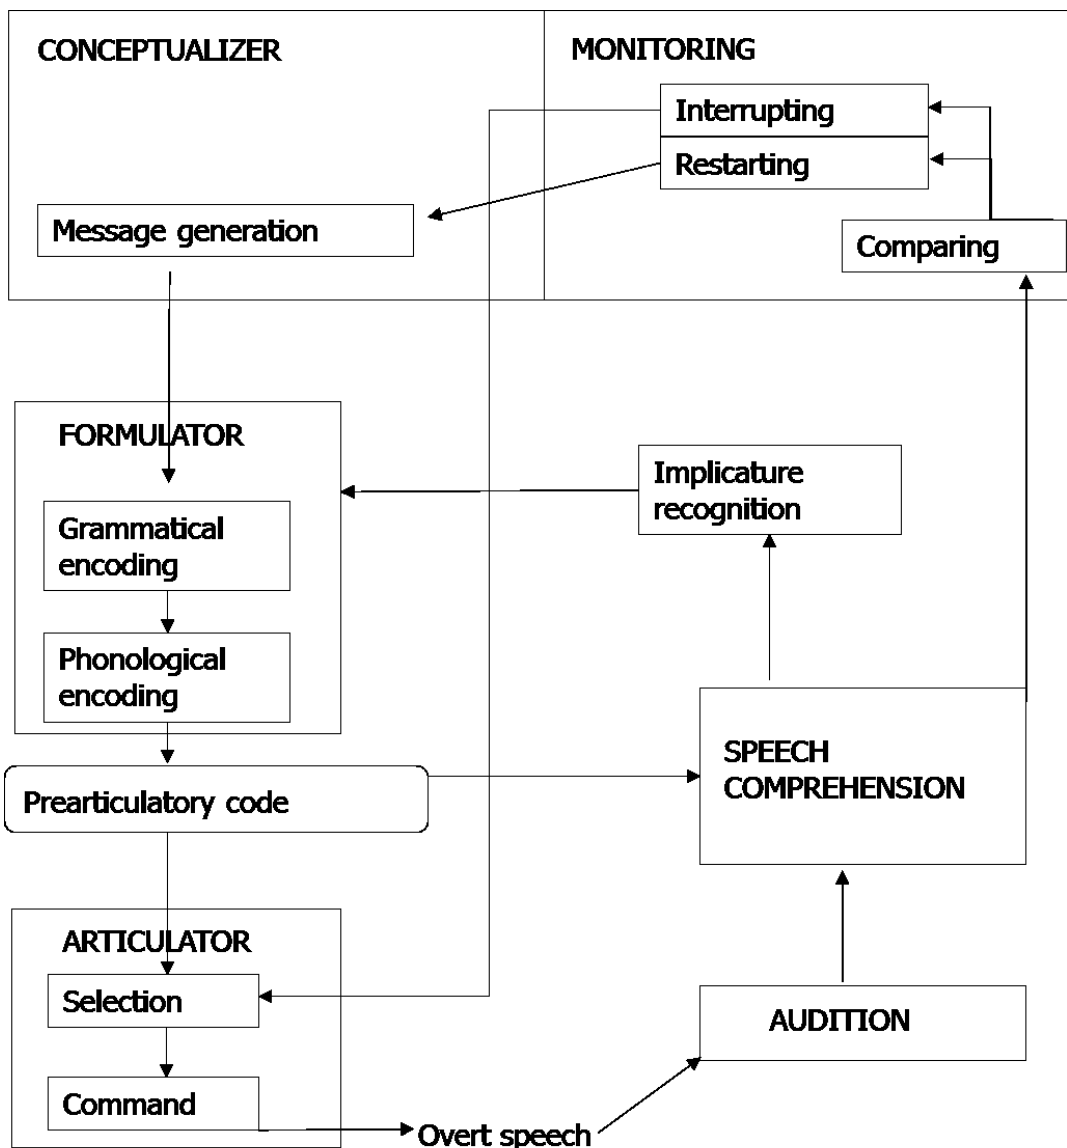 CONCEPTUALIZER
MONITORING
Interrupting
Restarting
Message generation
Comparing
FORMULATOR
Implicature
recognition
Grammatical
encoding
Phonological
encoding
SPEECH
COMPREHENSION
Prearticulatory code
ARTICULATOR
Selection
AUDITION
Command
Overt speech